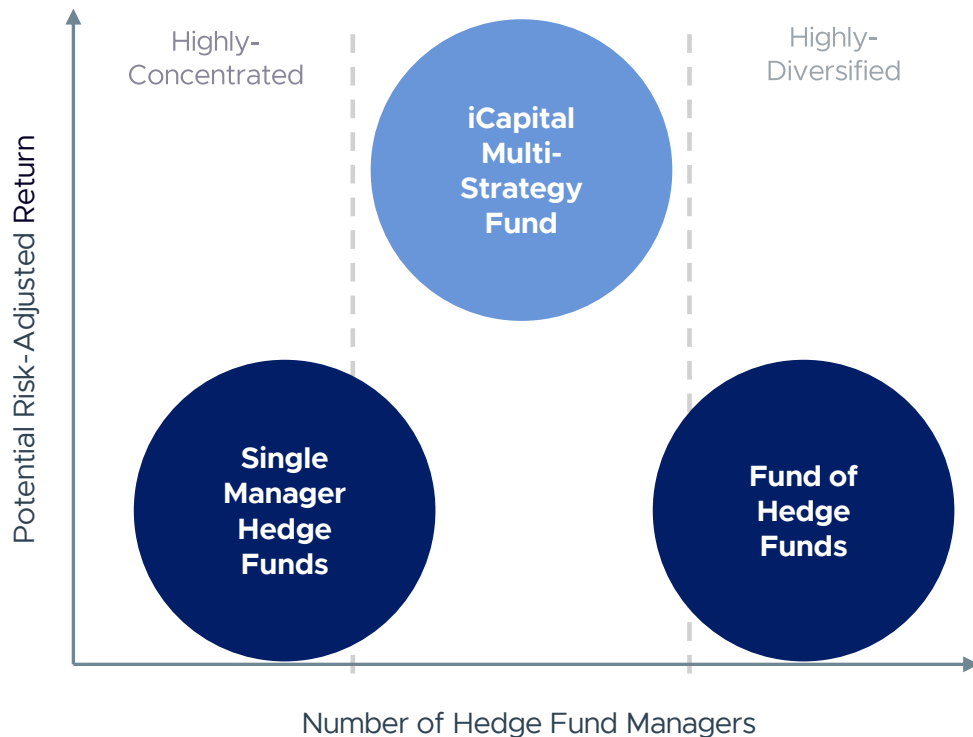 Highly-
Concentrated
Highly-
Diversified
iCapital
Multi-
Strategy
Fund
Potential Risk-Adjusted Return
Single
Manager
Hedge
Funds
Fund of
Hedge
Funds
Number of Hedge Fund Managers